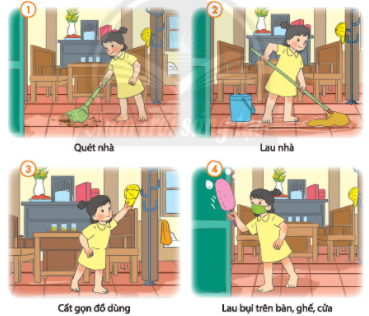 1
2
Quét nhà
Lau nhà
3
4
Cất gọn đồ dùng
Lau bụi trên bàn, ghế, cửa